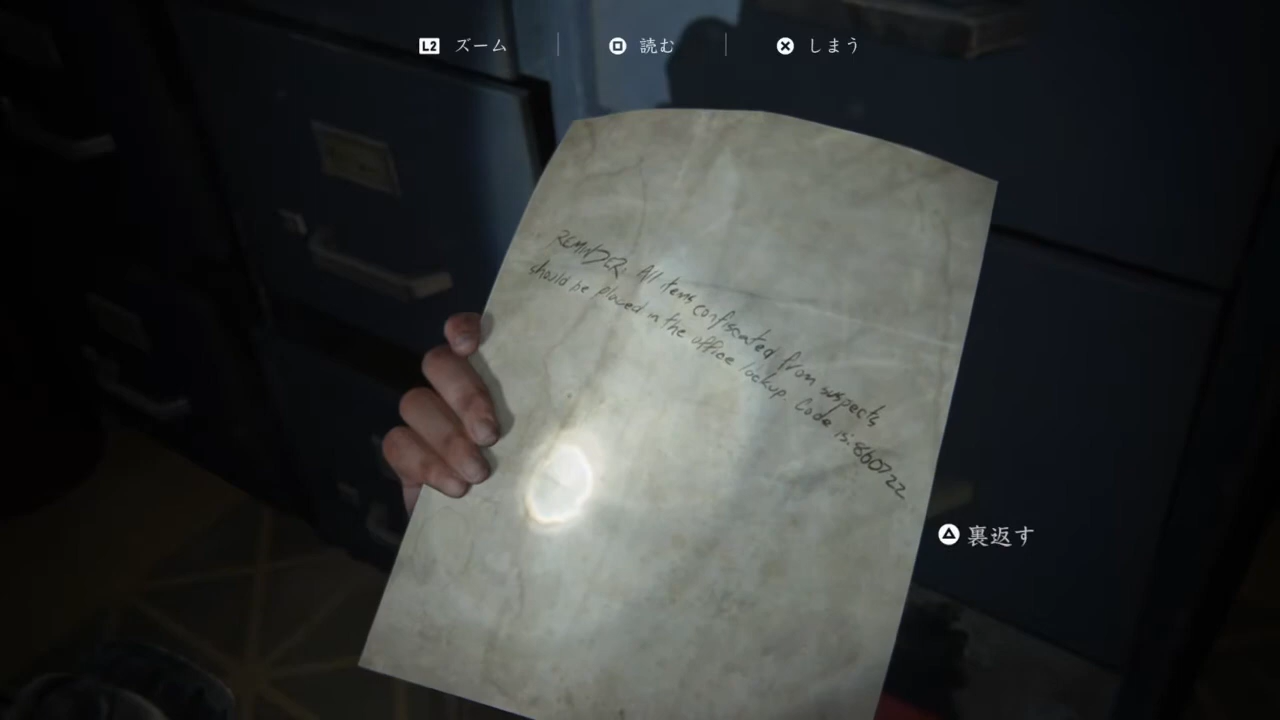 L2 ズーム
読む
しまう
REMINDER: All items confiscated from suspects
should be placed in the office lockup. Code is: 860722
裏返す